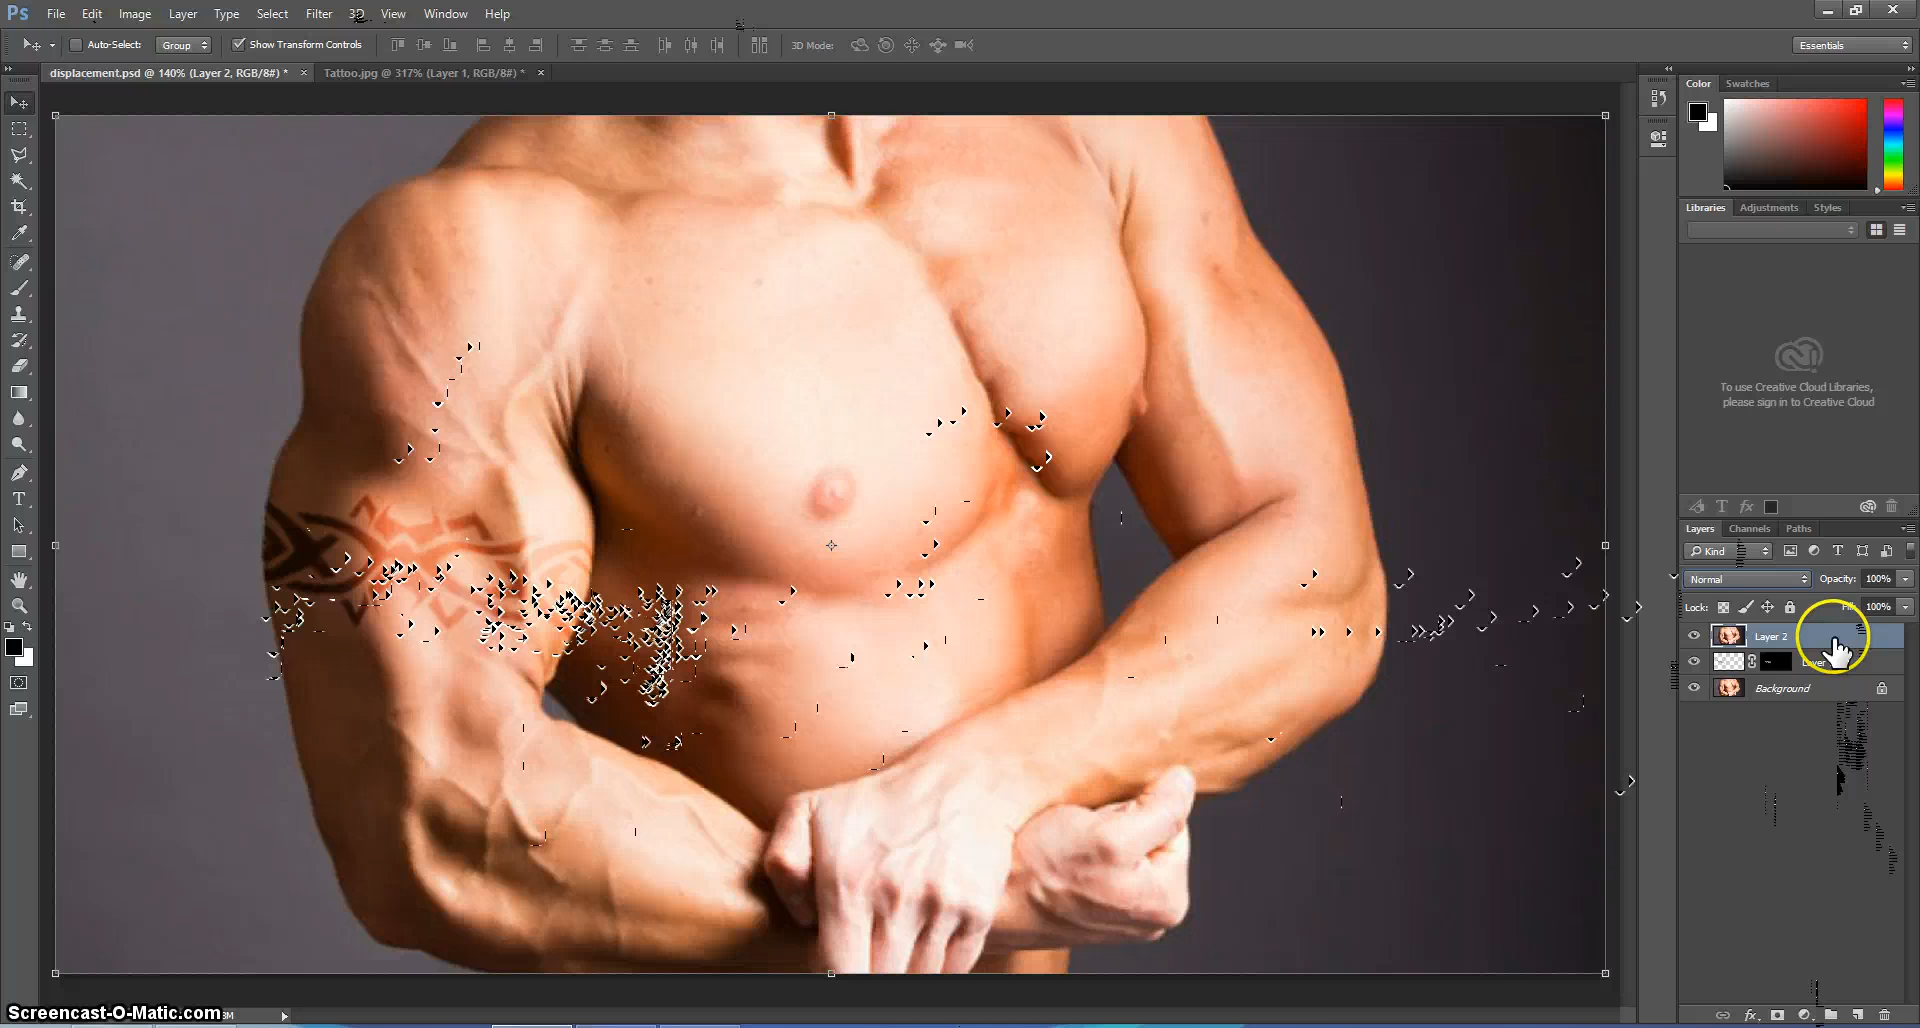 Ps File Edit Image Layer Type Select Filter 3D View Window Help
Auto-Select: Group Show Transform Controls 3D Mode: Essentials
displacement.psd @ 140% (Layer 2, RGB/8#) * × Tattoo.jpg @ 317% (Layer 1, RGB/8#) * ×
Color Swatches
Libraries Adjustments Styles
To use Creative Cloud Libraries,
please sign in to Creative Cloud
Layers Channels Paths
Kind
Normal Opacity: 100%
Lock: Fill: 100%
Layer 2
Layer
Background
Screencast-O-Matic.com